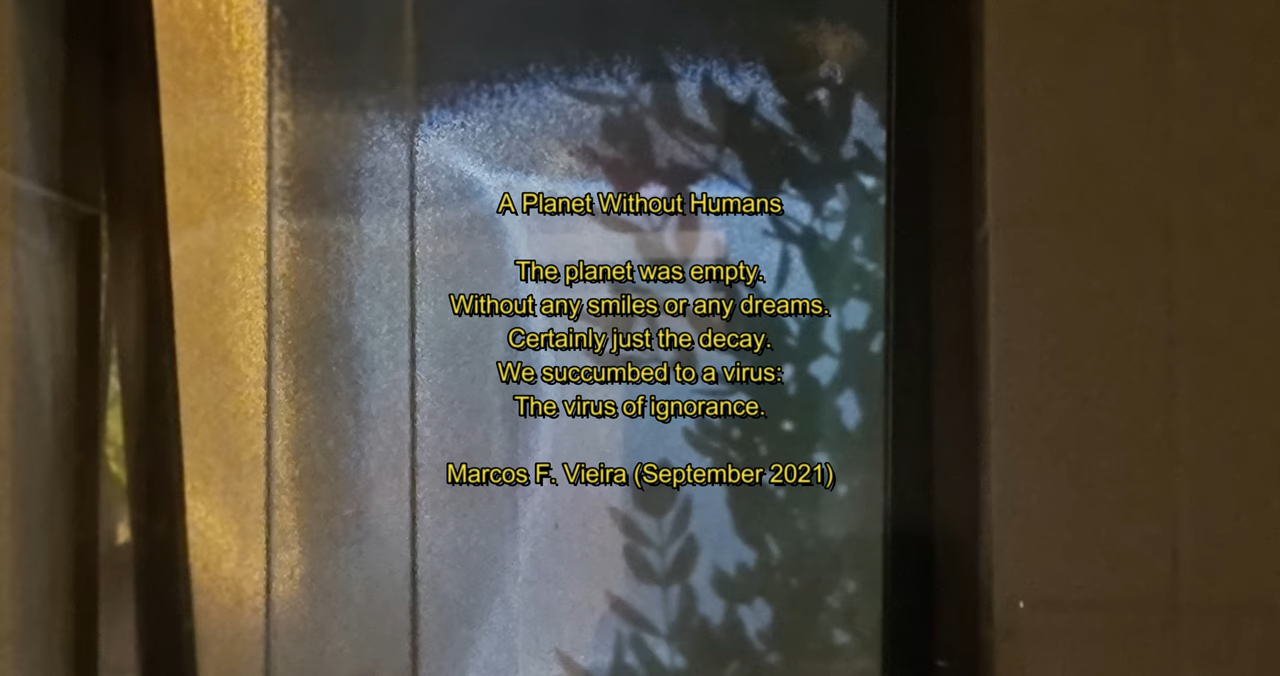 A Planet Without Humans
The planet was empty.
Without any smiles or any dreams.
Certainly just the decay.
We succumbed to a virus:
The virus of ignorance.
Marcos F. Vieira (September 2021)